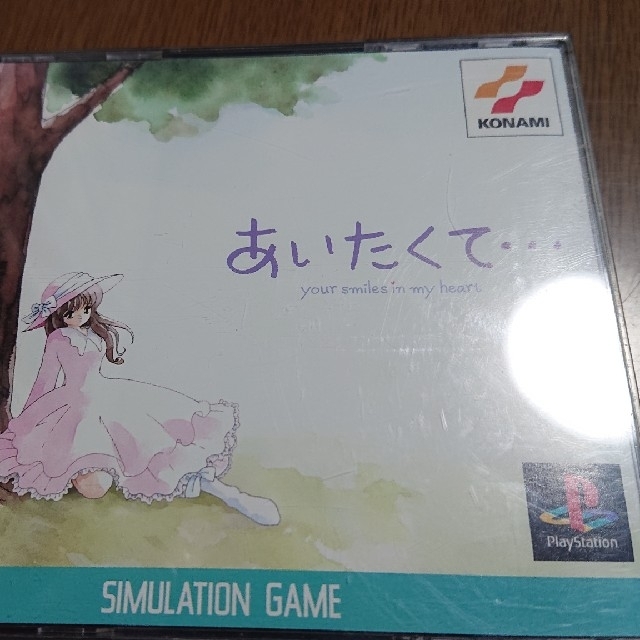 KONAMI
あいたくて・・・
your smiles in my heart
PlayStation
SIMULATION GAME